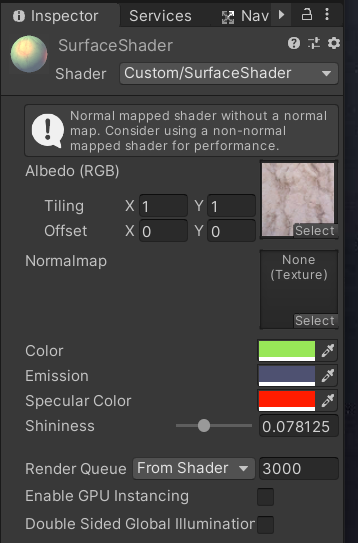 Inspector Services Nav
SurfaceShader
Shader Custom/SurfaceShader
Normal mapped shader without a normal
map. Consider using a non-normal
mapped shader for performance.
Albedo (RGB)
Tiling X 1 Y 1
Offset X 0 Y 0
Select
Normalmap
None
(Texture)
Select
Color
Emission
Specular Color
Shininess 0.078125
Render Queue From Shader 3000
Enable GPU Instancing
Double Sided Global Illumination